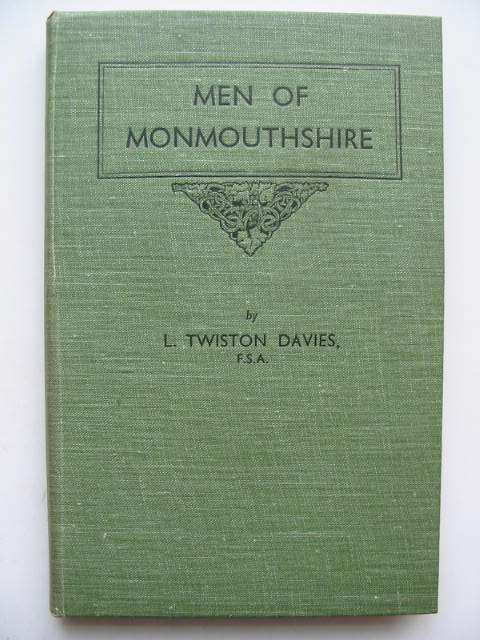 MEN OF
MONMOUTHSHIRE
by
L. TWISTON DAVIES,
F.S.A.